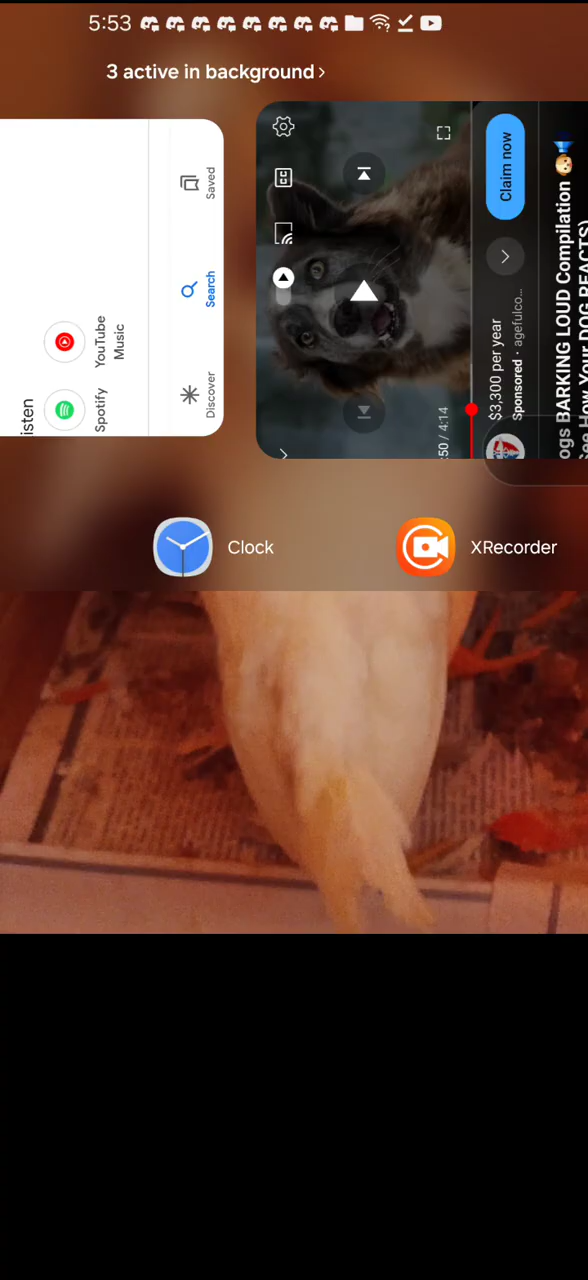 5:53
3 active in background >
Saved
Search
Discover
YouTube
Music
Spotify
isten
:50 / 4:14
Claim now
$3,300 per year
Sponsored · agefulco...
ogs BARKING LOUD Compilation
See How Your DOG REACTS)
Clock
XRecorder